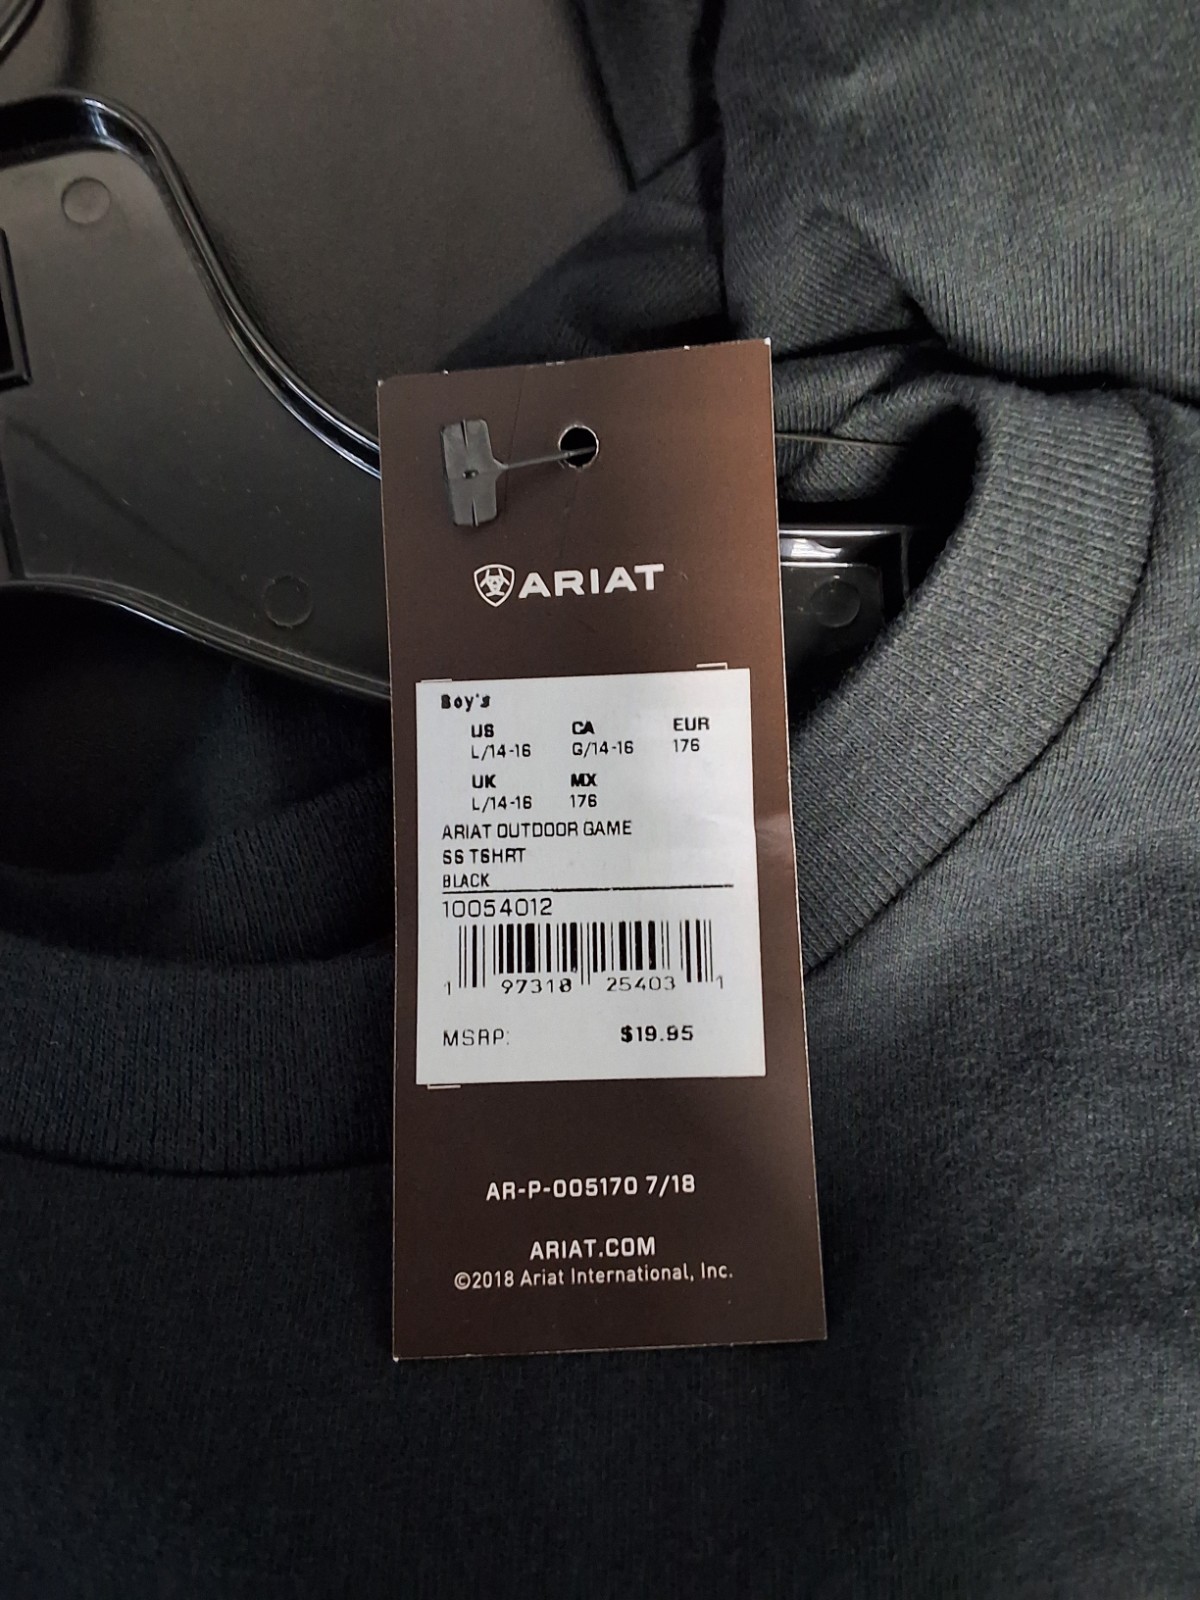 ARIAT
Boy's
US CA EUR
L/14-16 G/14-16 176
UK MX
L/14-16 176
ARIAT OUTDOOR GAME
SS TSHRT
BLACK
10054012
1 97318 25403 1
MSRP: $19.95
AR-P-005170 7/18
ARIAT.COM
©2018 Ariat International, Inc.